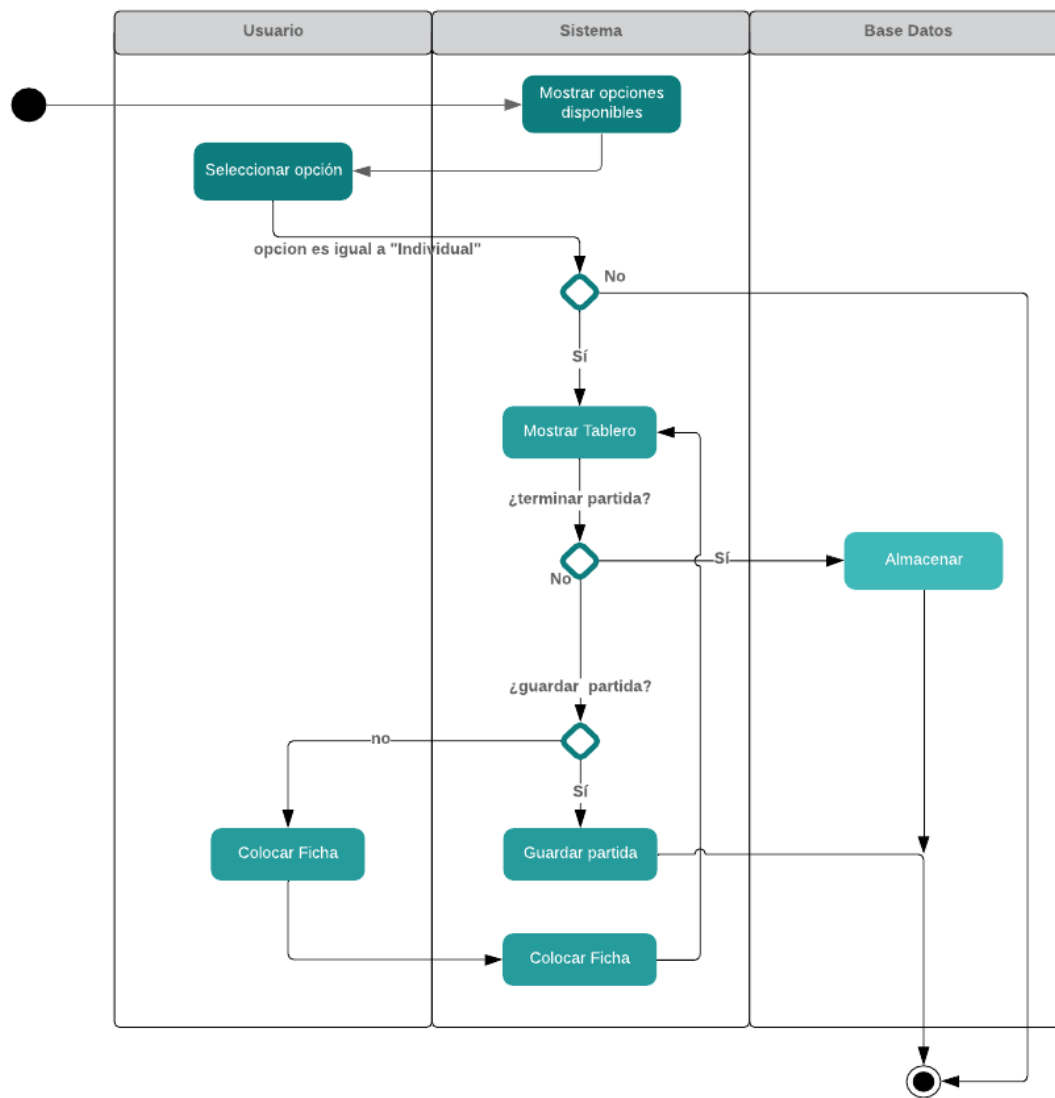 Usuario
Sistema
Base Datos
Mostrar opciones
disponibles
Seleccionar opción
opcion es igual a "Individual"
No
Sí
Mostrar Tablero
¿terminar partida?
Sí
Almacenar
No
¿guardar partida?
no
Sí
Colocar Ficha
Guardar partida
Colocar Ficha